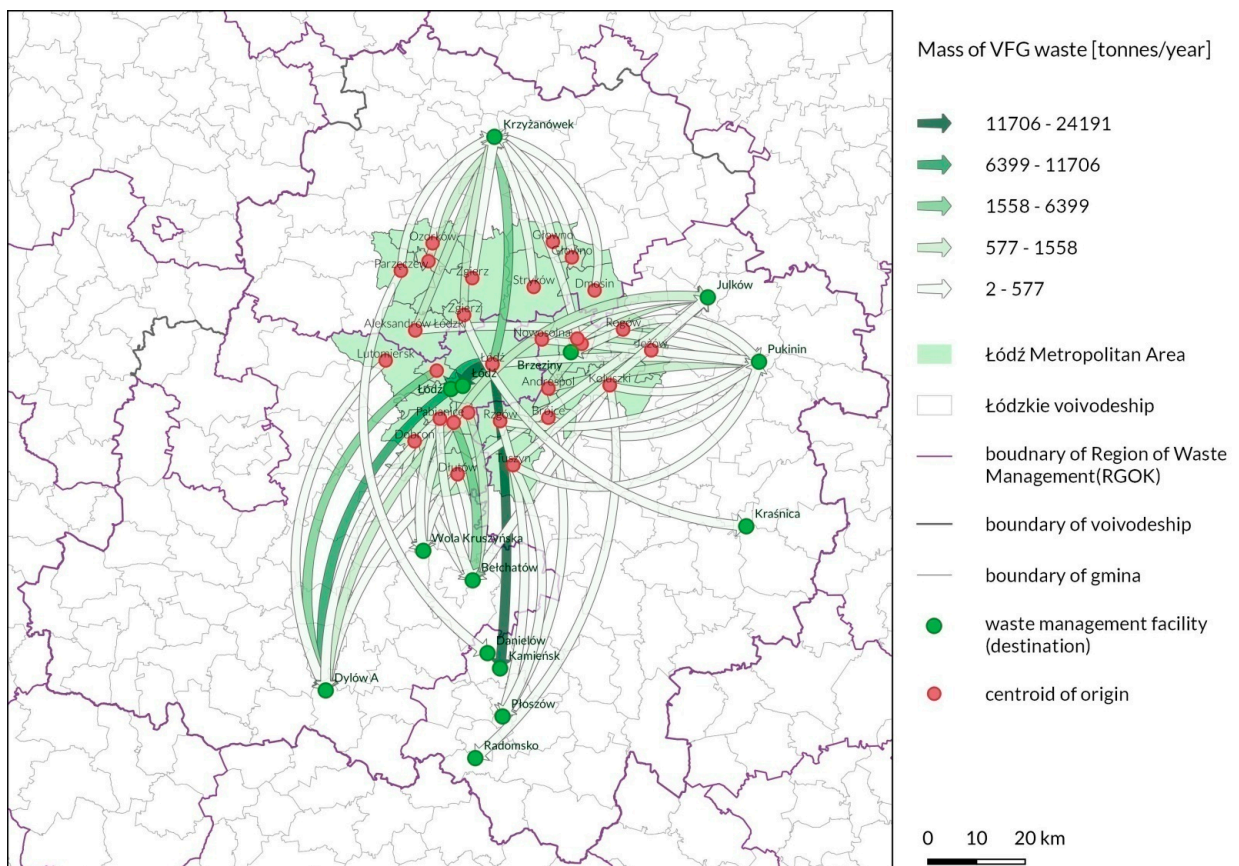 Mass of VFG waste [tonnes/year]
11706 - 24191
6399 - 11706
1558 - 6399
577 - 1558
2 - 577
Łódź Metropolitan Area
Łódzkie voivodeship
boudnary of Region of Waste
Management(RGOK)
boundary of voivodeship
boundary of gmina
waste management facility
(destination)
centroid of origin
0 10 20 km
Krzyżanówek
Ozorków
Głowno
Głowno
Parzęczew
Zgierz
Stryków
Dmosin
Julków
Zgierz
Aleksandrów Łódzki
Nowosolna
Rogów
Lutomiersk
Łódź
Brzeziny
Jeżów
Pukinin
Łódź
Łódź
Andrespol
Koluszki
Pabianice
Rzgów
Brójce
Dobroń
Dłutów
Tuszyn
Kraśnica
Wola Kruszyńska
Bełchatów
Danielów
Kamieńsk
Dylów A
Płoszów
Radomsko